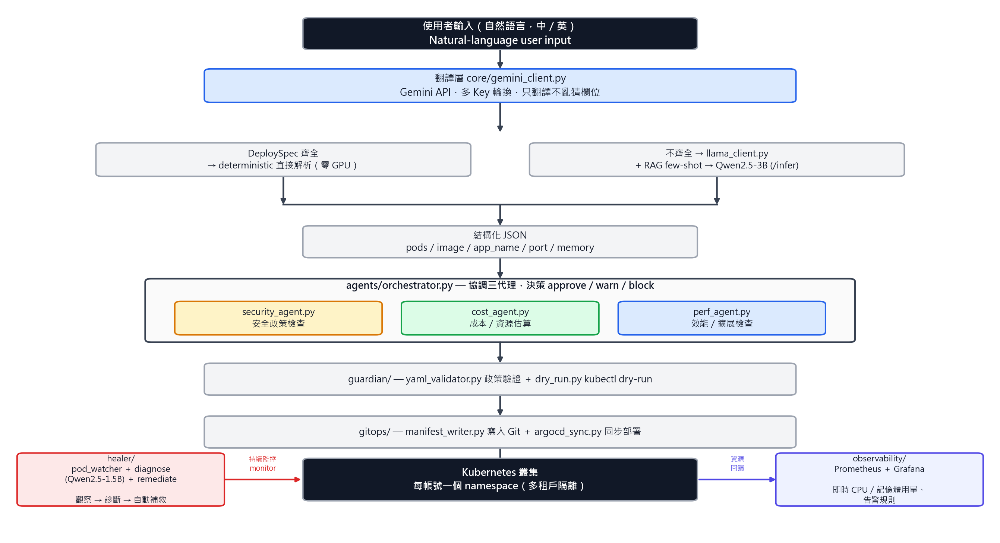 使用者輸入（自然語言，中 / 英）
Natural-language user input
翻譯層 core/gemini_client.py
Gemini API · 多 Key 輪換 · 只翻譯不亂猜欄位
DeploySpec 齊全
→ deterministic 直接解析（零 GPU）
不齊全 → llama_client.py
+ RAG few-shot → Qwen2.5-3B (/infer)
結構化 JSON
pods / image / app_name / port / memory
agents/orchestrator.py — 協調三代理，決策 approve / warn / block
security_agent.py
安全政策檢查
cost_agent.py
成本 / 資源估算
perf_agent.py
效能 / 擴展檢查
guardian/ — yaml_validator.py 政策驗證 + dry_run.py kubectl dry-run
gitops/ — manifest_writer.py 寫入 Git + argocd_sync.py 同步部署
healer/
pod_watcher + diagnose
(Qwen2.5-1.5B) + remediate
觀察 → 診斷 → 自動補救
持續監控
monitor
Kubernetes 叢集
每帳號一個 namespace（多租戶隔離）
資源
回饋
observability/
Prometheus + Grafana
即時 CPU / 記憶體用量、
告警規則